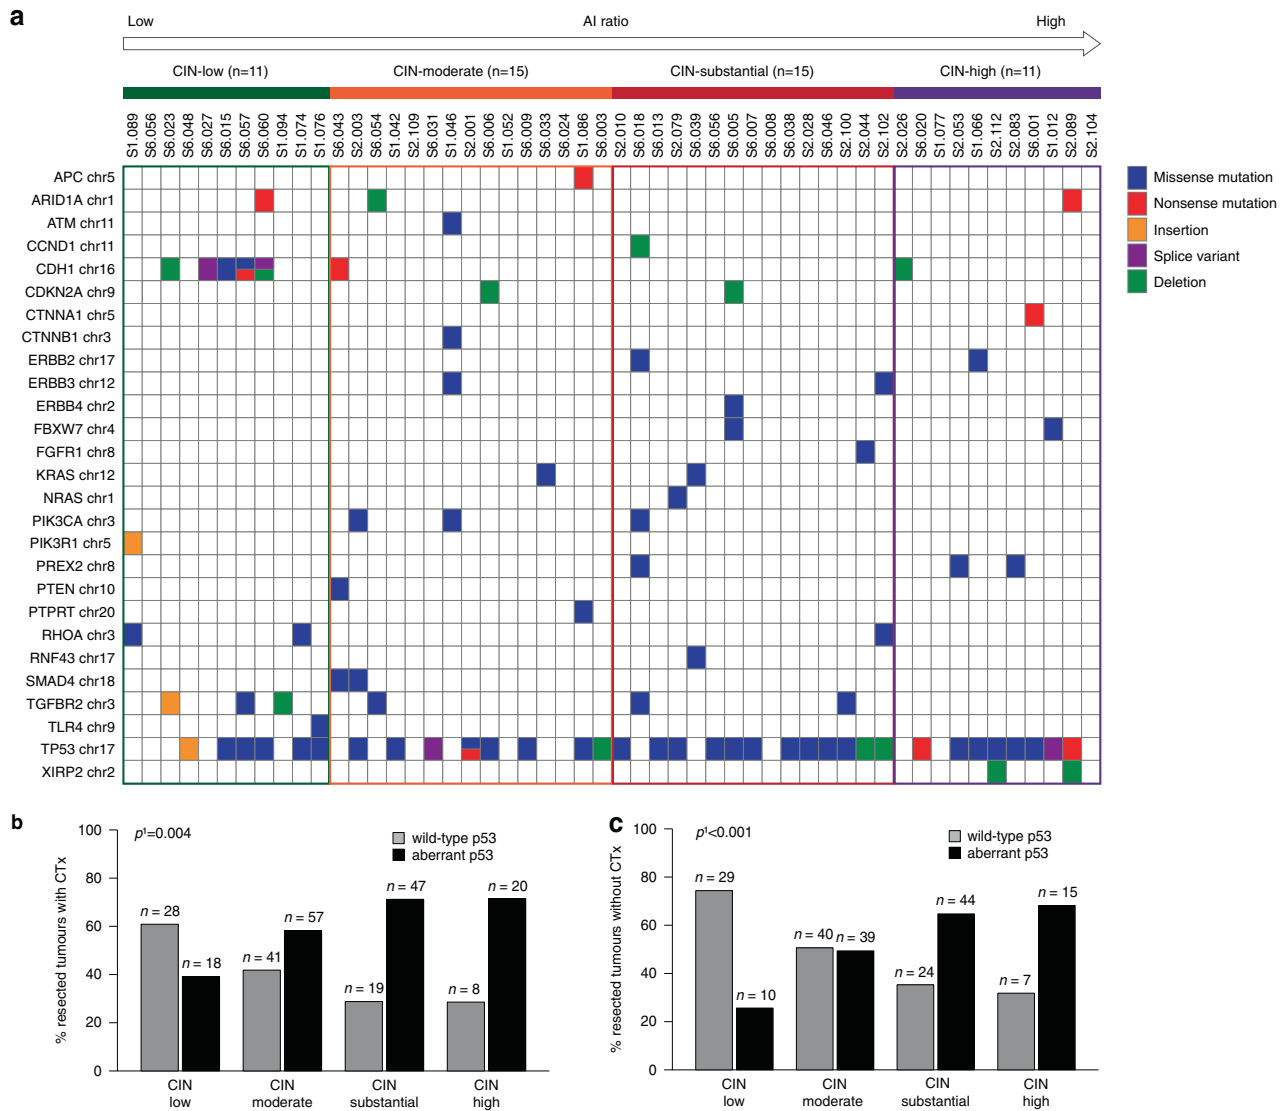 a
Low AI ratio High
CIN-low (n=11) CIN-moderate (n=15) CIN-substantial (n=15) CIN-high (n=11)
S1.089 S6.056 S6.023 S6.048 S6.027 S6.015 S6.057 S6.060 S1.094 S1.074 S1.076 S6.043 S2.003 S6.054 S1.042 S2.109 S6.031 S1.046 S2.001 S6.006 S1.052 S1.009 S6.033 S6.024 S1.086 S6.003 S2.010 S6.018 S6.013 S2.079 S6.039 S6.056 S6.005 S6.007 S6.008 S6.038 S2.028 S6.046 S2.100 S2.044 S2.102 S2.026 S6.020 S1.077 S2.053 S1.066 S2.112 S2.083 S6.001 S1.012 S2.089 S2.104
APC chr5
ARID1A chr1
ATM chr11
CCND1 chr11
CDH1 chr16
CDKN2A chr9
CTNNA1 chr5
CTNNB1 chr3
ERBB2 chr17
ERBB3 chr12
ERBB4 chr2
FBXW7 chr4
FGFR1 chr8
KRAS chr12
NRAS chr1
PIK3CA chr3
PIK3R1 chr5
PREX2 chr8
PTEN chr10
PTPRT chr20
RHOA chr3
RNF43 chr17
SMAD4 chr18
TGFBR2 chr3
TLR4 chr9
TP53 chr17
XIRP2 chr2
Missense mutation
Nonsense mutation
Insertion
Splice variant
Deletion
b
% resected tumours with CTx
100
80
60
40
20
0
p¹=0.004
wild-type p53
aberrant p53
n = 28
n = 18
n = 41
n = 57
n = 19
n = 47
n = 8
n = 20
CIN low
CIN moderate
CIN substantial
CIN high
c
% resected tumours without CTx
100
80
60
40
20
0
p¹<0.001
wild-type p53
aberrant p53
n = 29
n = 10
n = 40
n = 39
n = 24
n = 44
n = 7
n = 15
CIN low
CIN moderate
CIN substantial
CIN high